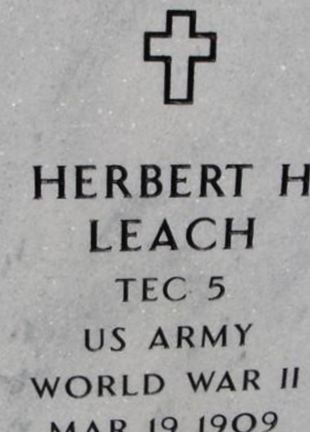 HERBERT H
LEACH
TEC 5
US ARMY
WORLD WAR II
MAR 19 1909